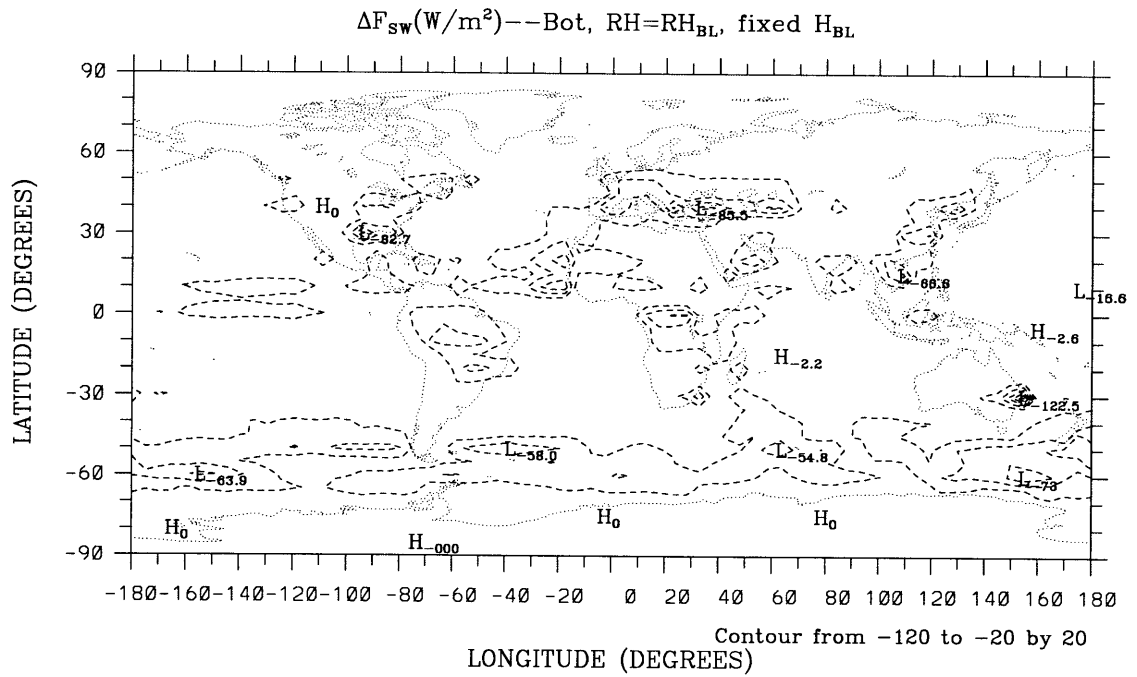 ΔF_SW(W/m²)--Bot, RH=RH_BL, fixed H_BL
90
60
30
0
-30
-60
-90
LATITUDE (DEGREES)
H_0
L_-85.5
L_-82.7
L_-66.6
L_-16.6
H_-2.6
H_-2.2
L_-122.5
L_-58.0
L_-54.8
L_-63.9
L_-73
H_0
H_0
H_0
H_-000
-180 -160 -140 -120 -100 -80 -60 -40 -20 0 20 40 60 80 100 120 140 160 180
Contour from -120 to -20 by 20
LONGITUDE (DEGREES)